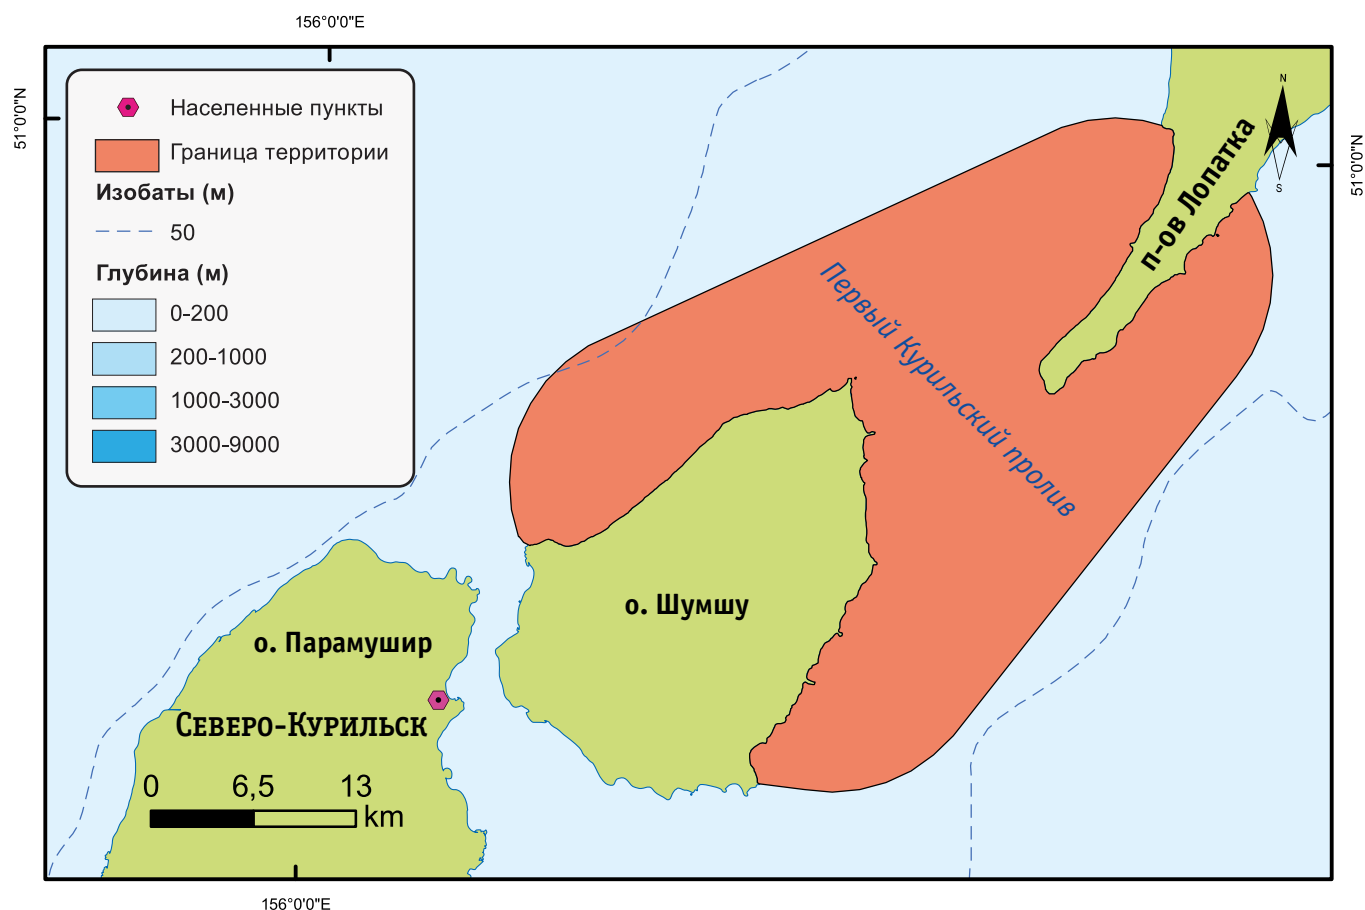 156°0'0"E
51°0'0"N
51°0'0"N
Населенные пункты
Граница территории
Изобаты (м)
50
Глубина (м)
0-200
200-1000
1000-3000
3000-9000
N
S
п-ов Лопатка
Первый Курильский пролив
о. Шумшу
о. Парамушир
Северо-Курильск
0 6,5 13
km
156°0'0"E